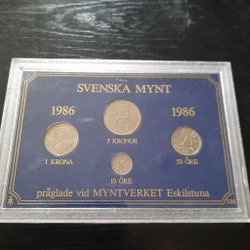 SVENSKA MYNT
1986 1986
5 KRONOR
1 KRONA 50 ÖRE
10 ÖRE
präglade vid MYNTVERKET Eskilstuna